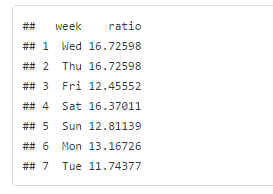 ##   week    ratio
## 1  Wed 16.72598
## 2  Thu 16.72598
## 3  Fri 12.45552
## 4  Sat 16.37011
## 5  Sun 12.81139
## 6  Mon 13.16726
## 7  Tue 11.74377